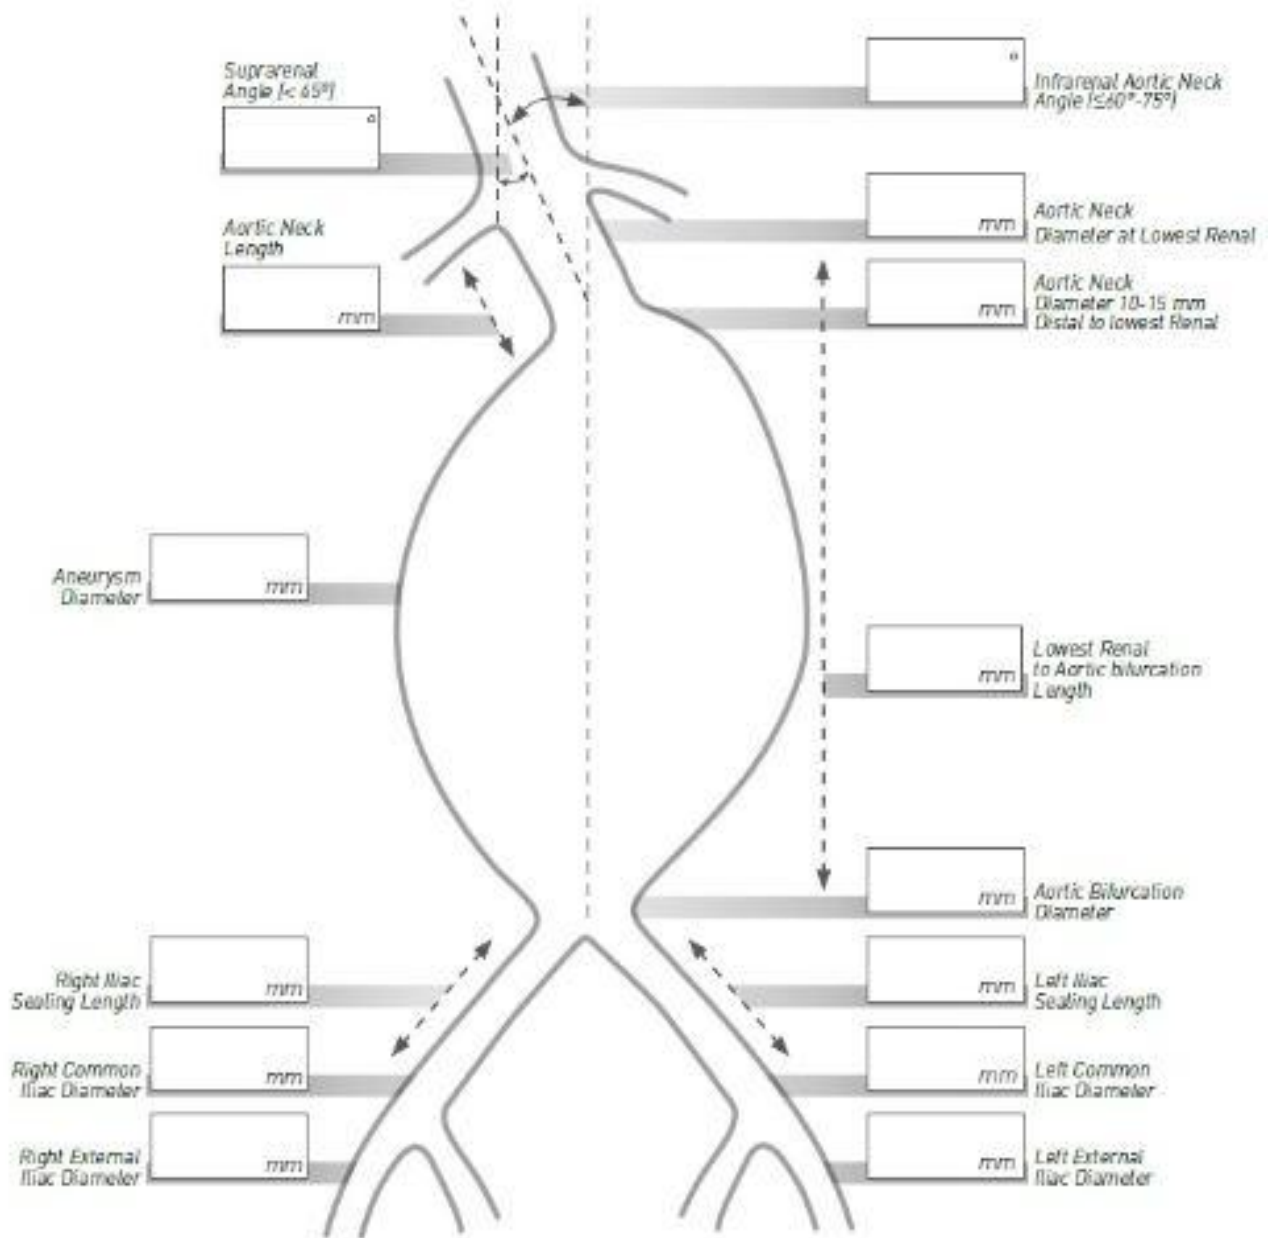 Suprarenal
Angle (< 65°)
°
Aortic Neck
Length
mm
Aneurysm
Diameter
mm
Right Iliac
Sealing Length
mm
Right Common
Iliac Diameter
mm
Right External
Iliac Diameter
mm
°
Infrarenal Aortic Neck
Angle (≤60°-75°)
mm
Aortic Neck
Diameter at Lowest Renal
mm
Aortic Neck
Diameter 10-15 mm
Distal to lowest Renal
mm
Lowest Renal
to Aortic bifurcation
Length
mm
Aortic Bifurcation
Diameter
mm
Left Iliac
Sealing Length
mm
Left Common
Iliac Diameter
mm
Left External
Iliac Diameter